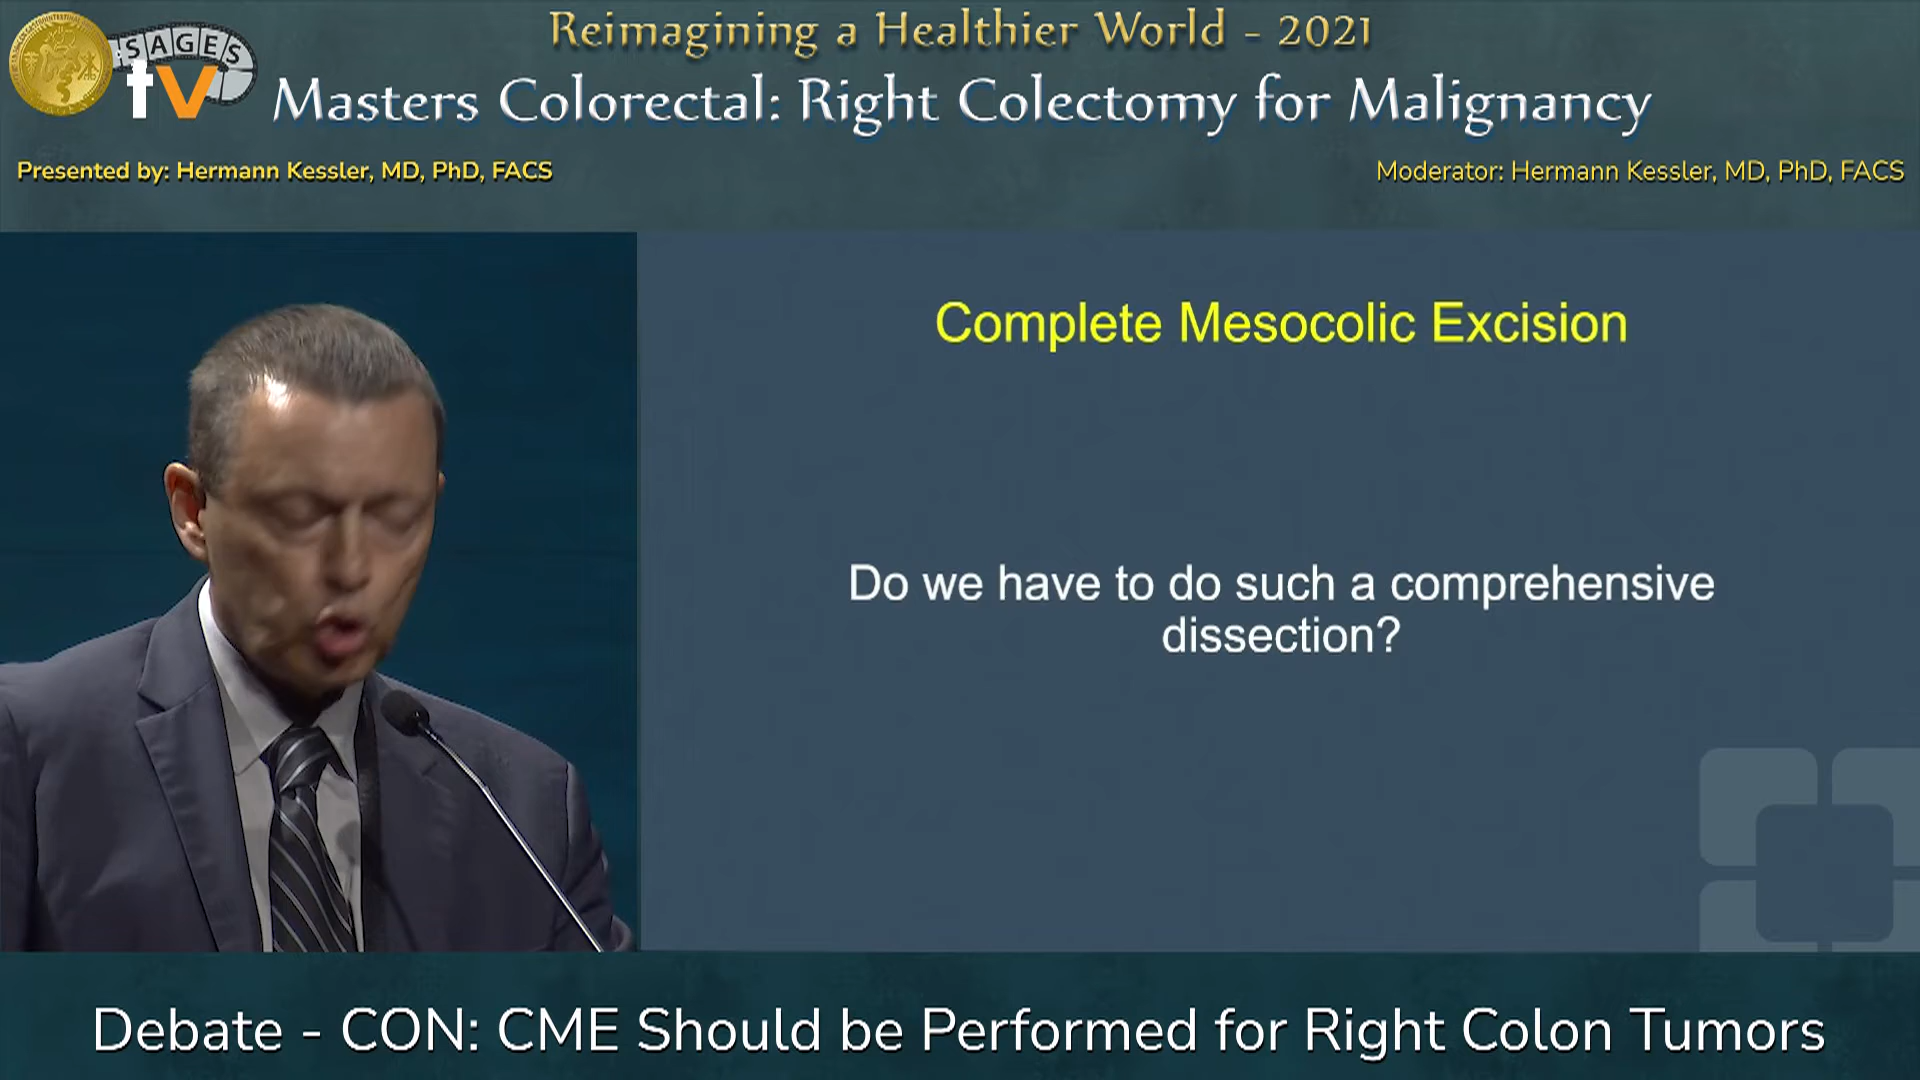 Reimagining a Healthier World - 2021
SAGES
tv
Masters Colorectal: Right Colectomy for Malignancy
Presented by: Hermann Kessler, MD, PhD, FACS
Moderator: Hermann Kessler, MD, PhD, FACS
Complete Mesocolic Excision
Do we have to do such a comprehensive
dissection?
Debate - CON: CME Should be Performed for Right Colon Tumors